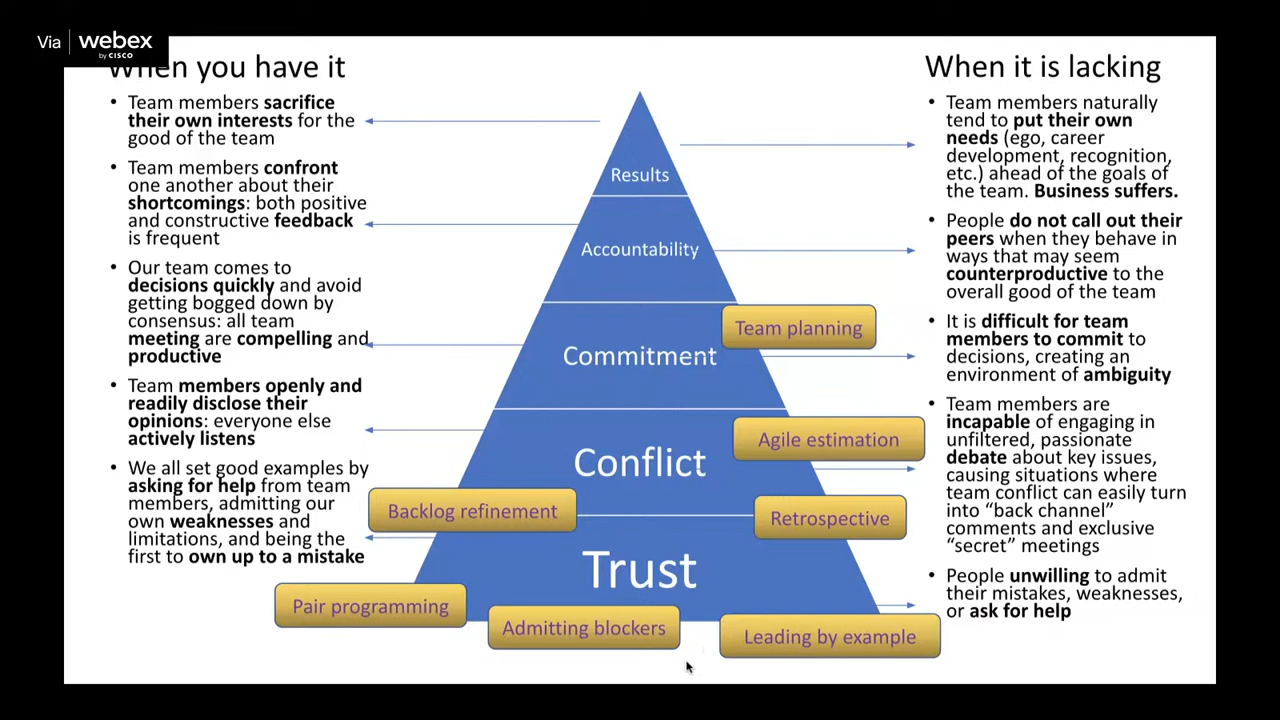 Via
webex
by CISCO
When you have it
• Team members sacrifice
their own interests for the
good of the team
• Team members confront
one another about their
shortcomings: both positive
and constructive feedback
is frequent
• Our team comes to
decisions quickly and avoid
getting bogged down by
consensus: all team
meeting are compelling and
productive
• Team members openly and
readily disclose their
opinions: everyone else
actively listens
• We all set good examples by
asking for help from team
members, admitting our
own weaknesses and
limitations, and being the
first to own up to a mistake
Results
Accountability
Commitment
Conflict
Trust
Team planning
Agile estimation
Backlog refinement
Retrospective
Pair programming
Admitting blockers
Leading by example
When it is lacking
• Team members naturally
tend to put their own
needs (ego, career
development, recognition,
etc.) ahead of the goals of
the team. Business suffers.
• People do not call out their
peers when they behave in
ways that may seem
counterproductive to the
overall good of the team
• It is difficult for team
members to commit to
decisions, creating an
environment of ambiguity
• Team members are
incapable of engaging in
unfiltered, passionate
debate about key issues,
causing situations where
team conflict can easily turn
into “back channel”
comments and exclusive
“secret” meetings
• People unwilling to admit
their mistakes, weaknesses,
or ask for help